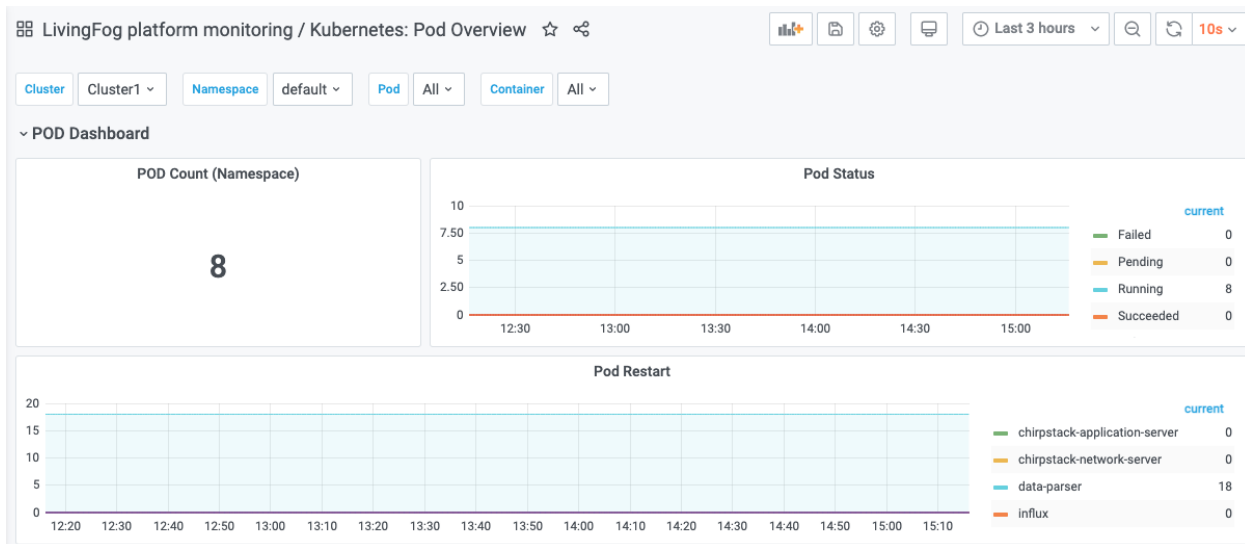 LivingFog platform monitoring / Kubernetes: Pod Overview
Last 3 hours
10s
Cluster Cluster1 Namespace default Pod All Container All
POD Dashboard
POD Count (Namespace)
8
Pod Status
10
7.50
5
2.50
0
12:30 13:00 13:30 14:00 14:30 15:00
current
Failed 0
Pending 0
Running 8
Succeeded 0
Pod Restart
20
15
10
5
0
12:20 12:30 12:40 12:50 13:00 13:10 13:20 13:30 13:40 13:50 14:00 14:10 14:20 14:30 14:40 14:50 15:00 15:10
current
chirpstack-application-server 0
chirpstack-network-server 0
data-parser 18
influx 0